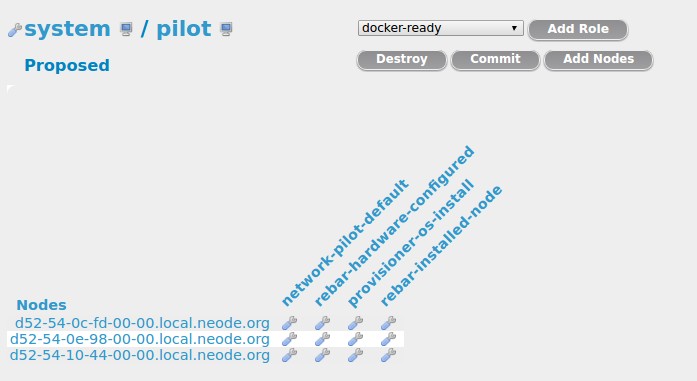 system / pilot
docker-ready
Add Role
Proposed
Destroy
Commit
Add Nodes
network-pilot-default
rebar-hardware-configured
provisioner-os-install
rebar-installed-node
Nodes
d52-54-0c-fd-00-00.local.neode.org
d52-54-0e-98-00-00.local.neode.org
d52-54-10-44-00-00.local.neode.org